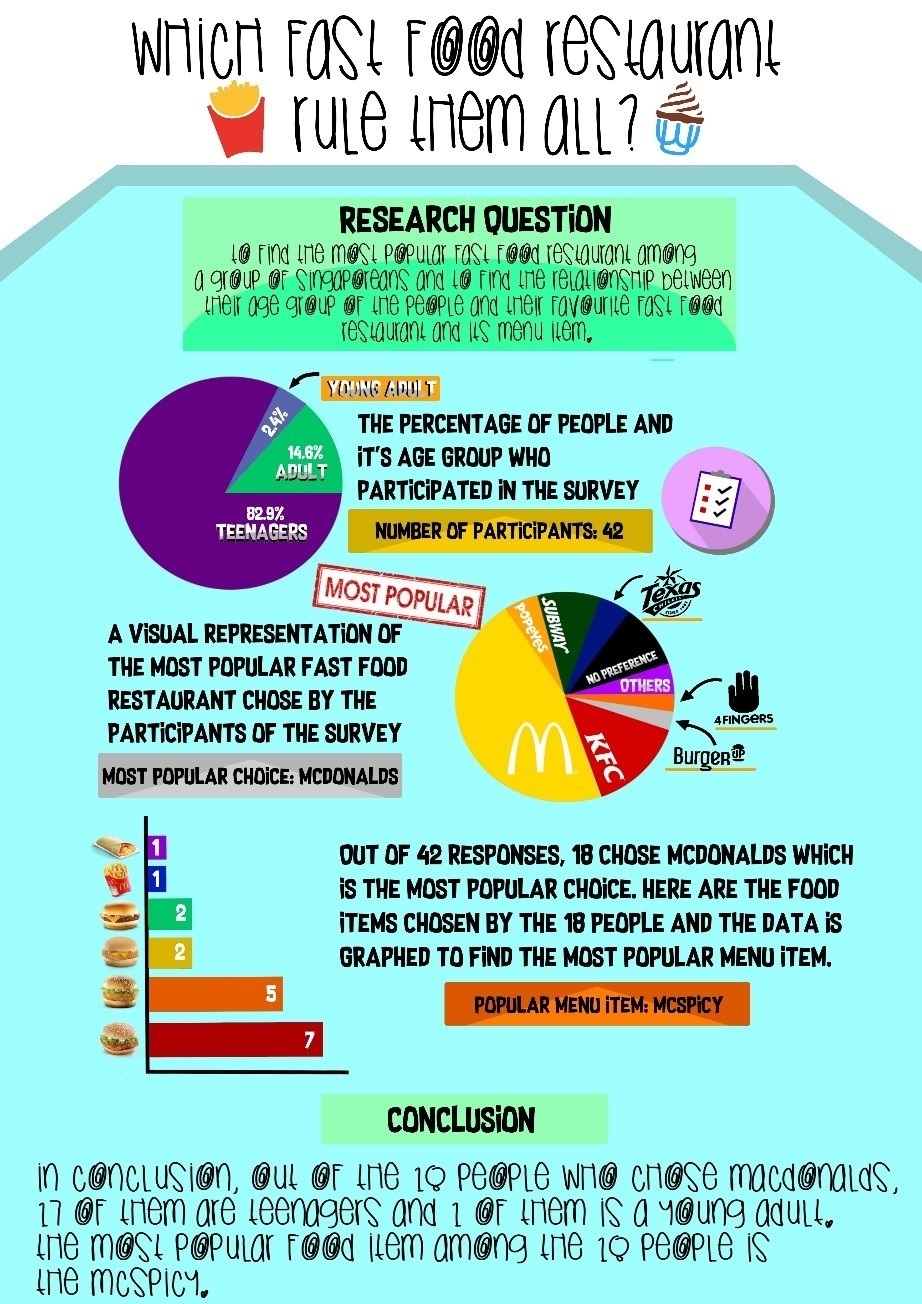 WHICH FAST FOOD RESTAURANT
RULE THEM ALL?
RESEARCH QUESTION
TO FIND THE MOST POPULAR FAST FOOD RESTAURANT AMONG
A GROUP OF SINGAPOREANS AND TO FIND THE RELATIONSHIP BETWEEN
THEIR AGE GROUP OF THE PEOPLE AND THEIR FAVOURITE FAST FOOD
RESTAURANT AND ITS MENU ITEM.
YOUNG ADULT
2.4%
14.6%
ADULT
82.9%
TEENAGERS
THE PERCENTAGE OF PEOPLE AND
IT'S AGE GROUP WHO
PARTICIPATED IN THE SURVEY
NUMBER OF PARTICIPANTS: 42
MOST POPULAR
A VISUAL REPRESENTATION OF
THE MOST POPULAR FAST FOOD
RESTAURANT CHOSE BY THE
PARTICIPANTS OF THE SURVEY
MOST POPULAR CHOICE: MCDONALDS
POPEYES
SUBWAY
Texas
CHICKEN
NO PREFERENCE
OTHERS
4FINGERS
BurgerUP
KFC
M
1
1
2
2
5
7
OUT OF 42 RESPONSES, 18 CHOSE MCDONALDS WHICH
IS THE MOST POPULAR CHOICE. HERE ARE THE FOOD
ITEMS CHOSEN BY THE 18 PEOPLE AND THE DATA IS
GRAPHED TO FIND THE MOST POPULAR MENU ITEM.
POPULAR MENU ITEM: MCSPICY
CONCLUSION
IN CONCLUSION, OUT OF THE 18 PEOPLE WHO CHOSE MACDONALDS,
17 OF THEM ARE TEENAGERS AND 1 OF THEM IS A YOUNG ADULT.
THE MOST POPULAR FOOD ITEM AMONG THE 18 PEOPLE IS
THE MCSPICY.